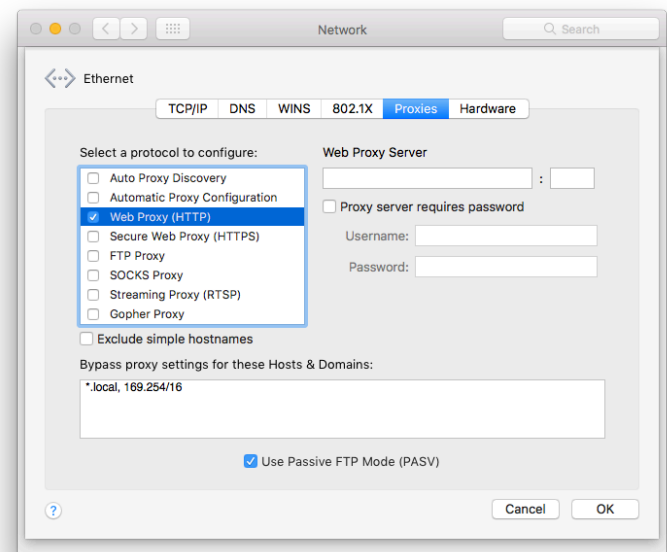 Network
Search
Ethernet
TCP/IP DNS WINS 802.1X Proxies Hardware
Select a protocol to configure:
Auto Proxy Discovery
Automatic Proxy Configuration
Web Proxy (HTTP)
Secure Web Proxy (HTTPS)
FTP Proxy
SOCKS Proxy
Streaming Proxy (RTSP)
Gopher Proxy
Exclude simple hostnames
Web Proxy Server
:
Proxy server requires password
Username:
Password:
Bypass proxy settings for these Hosts & Domains:
*.local, 169.254/16
Use Passive FTP Mode (PASV)
?
Cancel OK